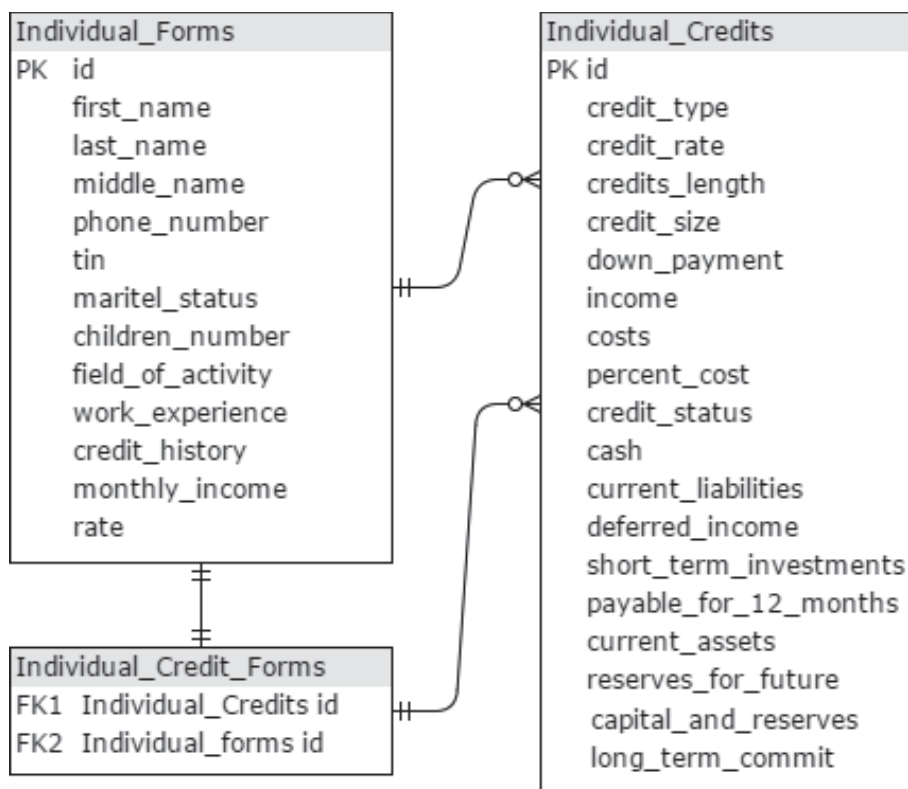 Individual_Forms
PK id
first_name
last_name
middle_name
phone_number
tin
maritel_status
children_number
field_of_activity
work_experience
credit_history
monthly_income
rate
Individual_Credit_Forms
FK1 Individual_Credits id
FK2 Individual_forms id
Individual_Credits
PK id
credit_type
credit_rate
credits_length
credit_size
down_payment
income
costs
percent_cost
credit_status
cash
current_liabilities
deferred_income
short_term_investments
payable_for_12_months
current_assets
reserves_for_future
capital_and_reserves
long_term_commit